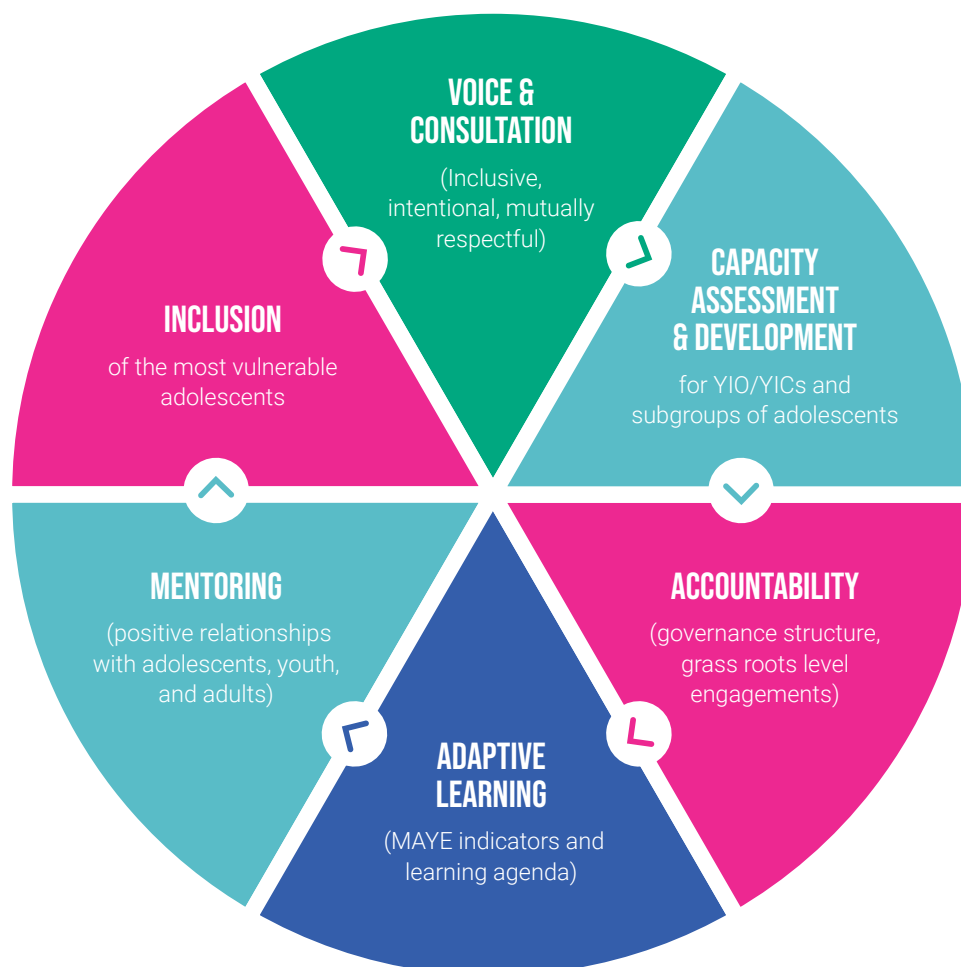 VOICE &
CONSULTATION
(Inclusive,
intentional, mutually
respectful)
CAPACITY
ASSESSMENT
& DEVELOPMENT
for YIO/YICs and
subgroups of adolescents
ACCOUNTABILITY
(governance structure,
grass roots level
engagements)
ADAPTIVE
LEARNING
(MAYE indicators and
learning agenda)
MENTORING
(positive relationships
with adolescents, youth,
and adults)
INCLUSION
of the most vulnerable
adolescents